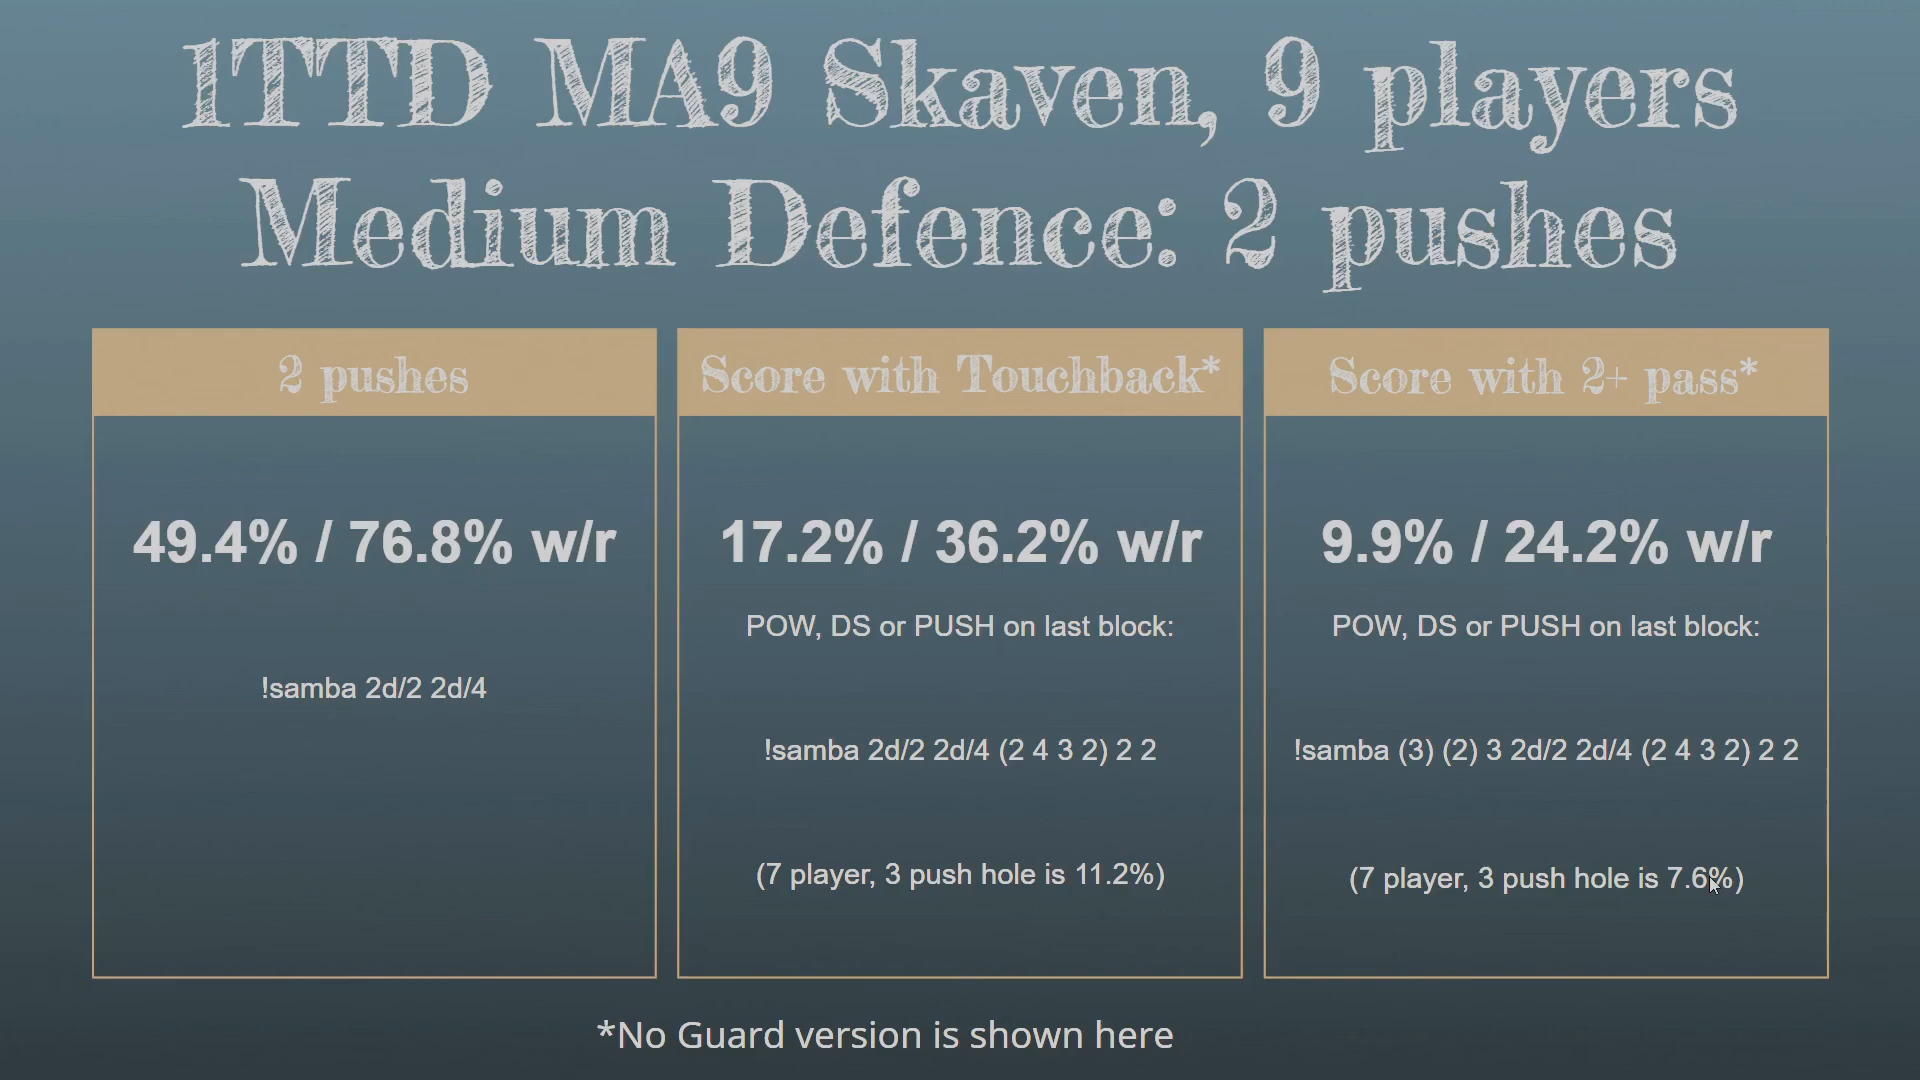 1TTD MA9 Skaven, 9 players
Medium Defence: 2 pushes
2 pushes
49.4% / 76.8% w/r
!samba 2d/2 2d/4
Score with Touchback*
17.2% / 36.2% w/r
POW, DS or PUSH on last block:
!samba 2d/2 2d/4 (2 4 3 2) 2 2
(7 player, 3 push hole is 11.2%)
Score with 2+ pass*
9.9% / 24.2% w/r
POW, DS or PUSH on last block:
!samba (3) (2) 3 2d/2 2d/4 (2 4 3 2) 2 2
(7 player, 3 push hole is 7.6%)
*No Guard version is shown here